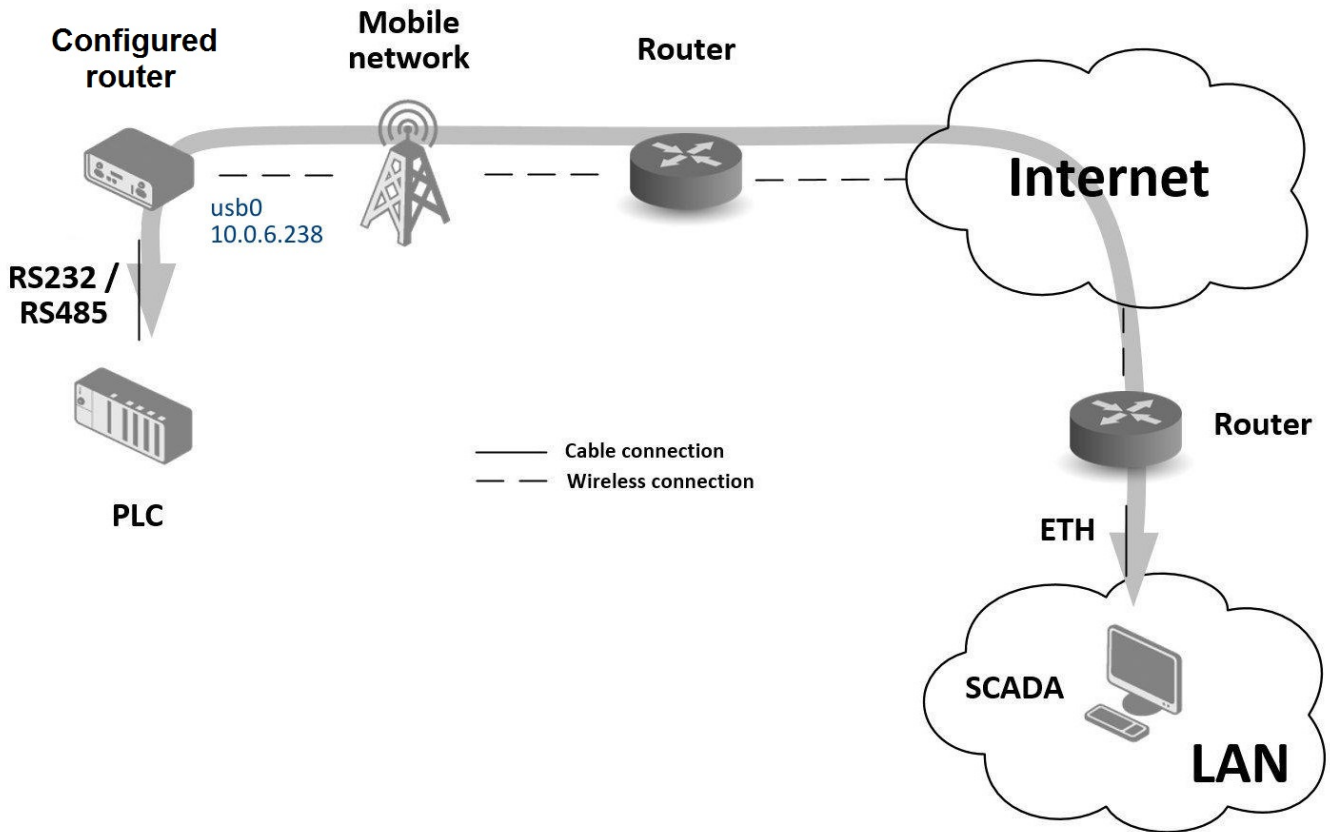 Configured
router
Mobile
network
Router
Internet
usb0
10.0.6.238
RS232 /
RS485
PLC
Cable connection
Wireless connection
Router
ETH
SCADA
LAN